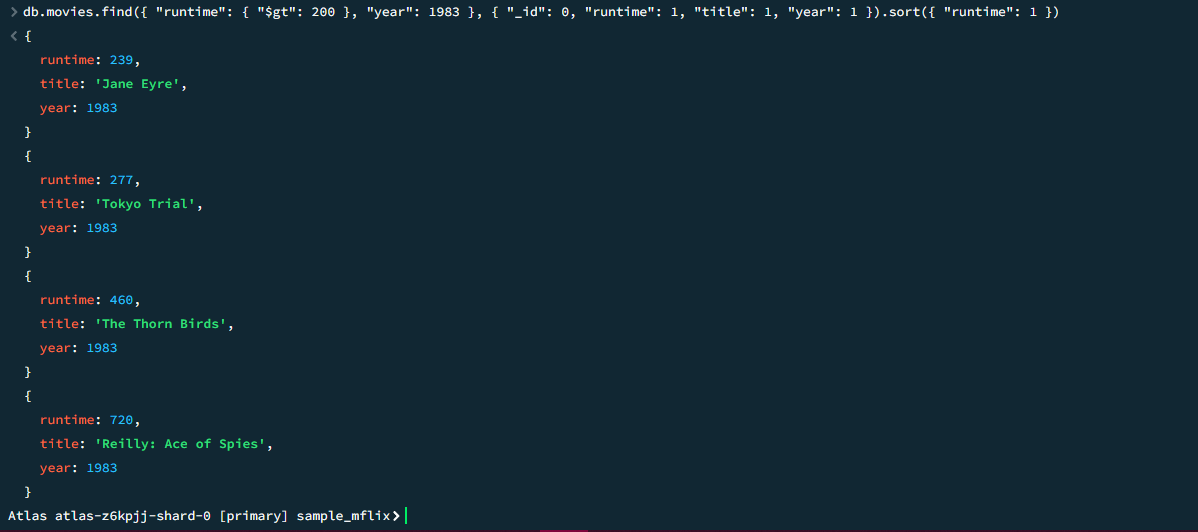 > db.movies.find({ "runtime": { "$gt": 200 }, "year": 1983 }, { "_id": 0, "runtime": 1, "title": 1, "year": 1 }).sort({ "runtime": 1 })
< {
runtime: 239,
title: 'Jane Eyre',
year: 1983
}
{
runtime: 277,
title: 'Tokyo Trial',
year: 1983
}
{
runtime: 460,
title: 'The Thorn Birds',
year: 1983
}
{
runtime: 720,
title: 'Reilly: Ace of Spies',
year: 1983
}
Atlas atlas-z6kpjj-shard-0 [primary] sample_mflix>